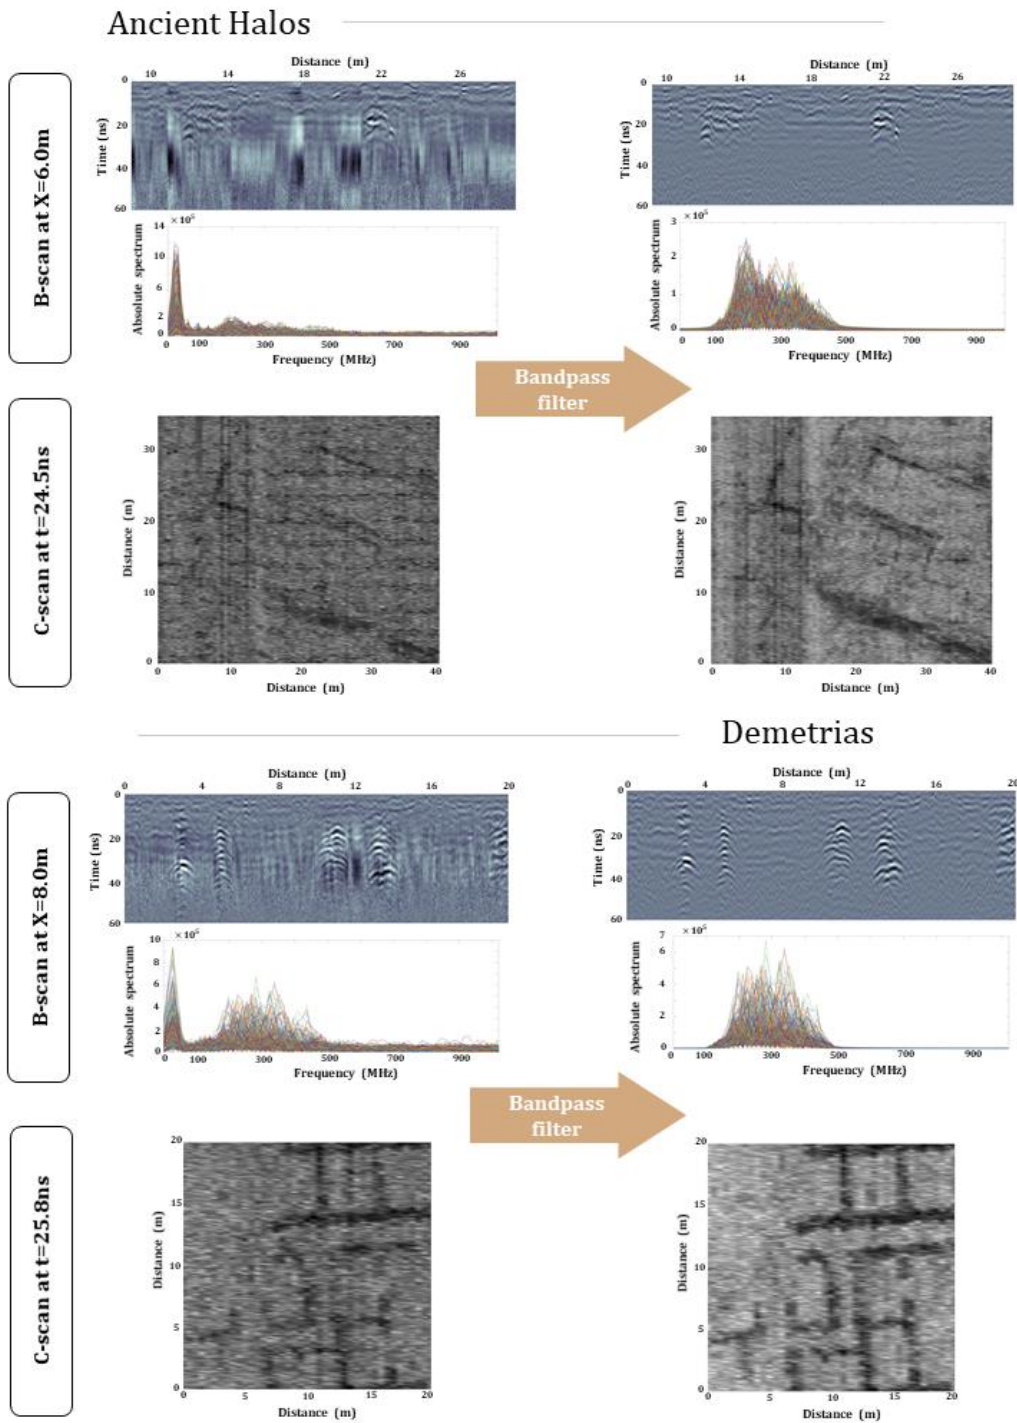 Ancient Halos
B-scan at X=6.0m
Distance (m)
10 14 18 22 26
Time (ns)
0
20
40
60
× 10⁵
Absolute spectrum
14
10
6
2
0
0 100 300 500 700 900
Frequency (MHz)
Distance (m)
10 14 18 22 26
Time (ns)
0
20
40
60
× 10⁵
Absolute spectrum
3
2
1
0
0 100 300 500 700 900
Frequency (MHz)
Bandpass
filter
C-scan at t=24.5ns
Distance (m)
30
20
10
0
0 10 20 30 40
Distance (m)
Distance (m)
30
20
10
0
0 10 20 30 40
Distance (m)
Demetrias
B-scan at X=8.0m
Distance (m)
0 4 8 12 16 20
Time (ns)
0
20
40
60
× 10⁵
Absolute spectrum
10
8
6
4
2
0
0 100 300 500 700 900
Frequency (MHz)
Distance (m)
0 4 8 12 16 20
Time (ns)
0
20
40
60
× 10⁵
Absolute spectrum
7
6
4
2
0
0 100 300 500 700 900
Frequency (MHz)
Bandpass
filter
C-scan at t=25.8ns
Distance (m)
20
15
10
5
0
0 5 10 15 20
Distance (m)
Distance (m)
20
15
10
5
0
0 5 10 15 20
Distance (m)